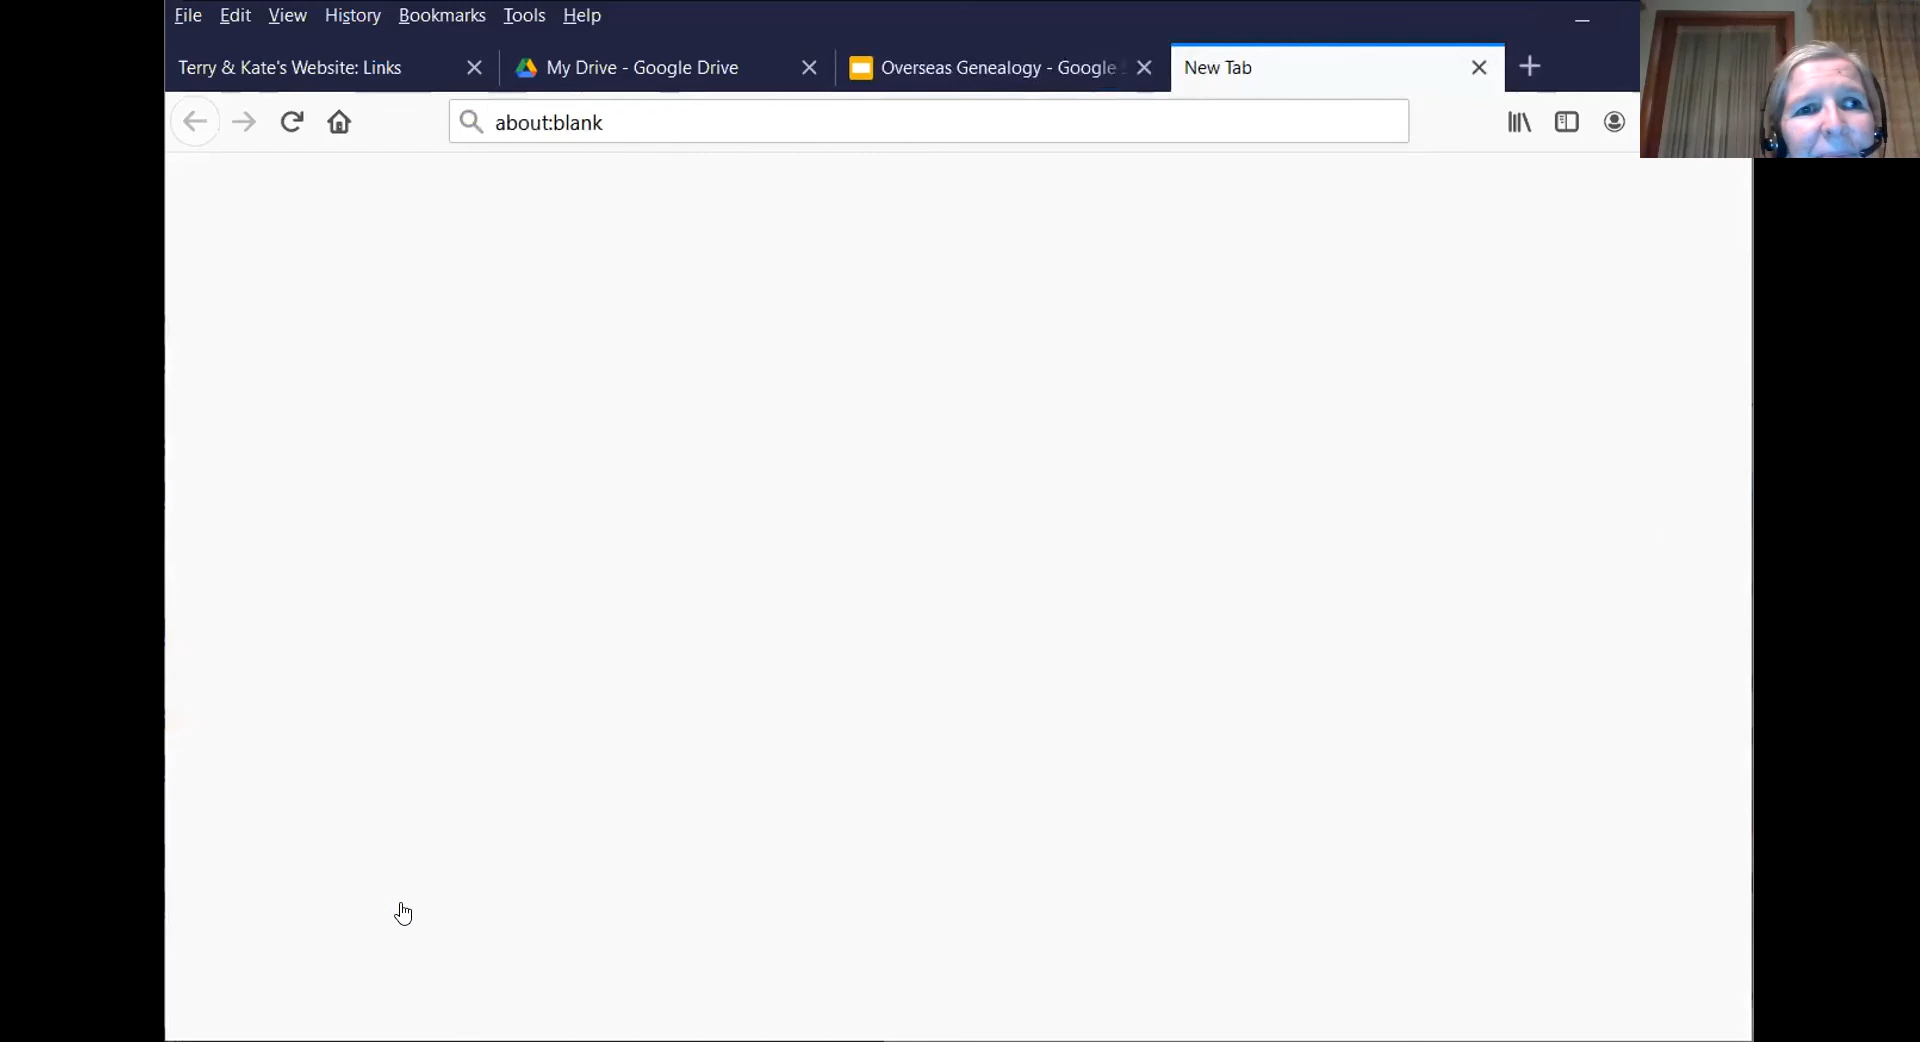 File Edit View History Bookmarks Tools Help
Terry & Kate's Website: Links My Drive - Google Drive Overseas Genealogy - Google New Tab
about:blank